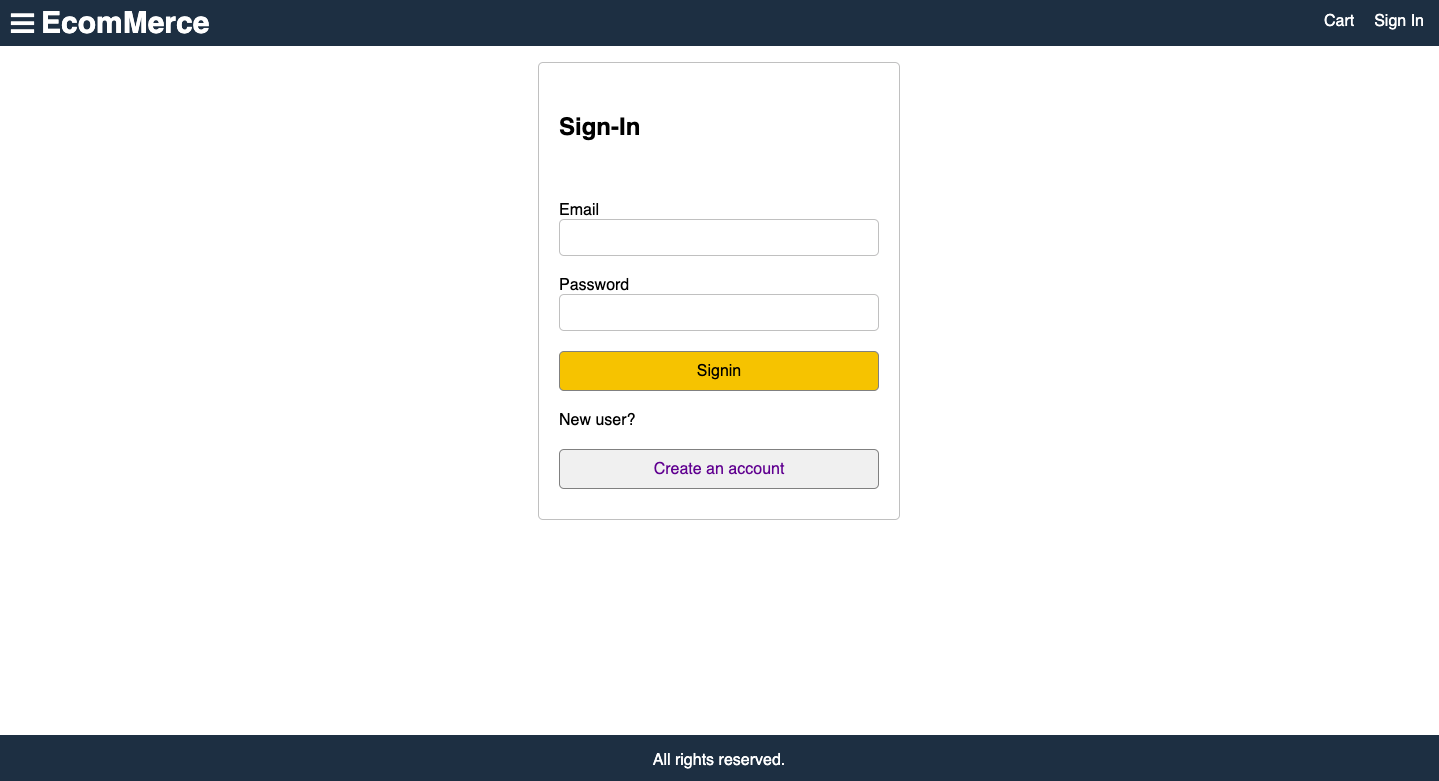 EcomMerce
Cart Sign In
Sign-In
Email
Password
Signin
New user?
Create an account
All rights reserved.